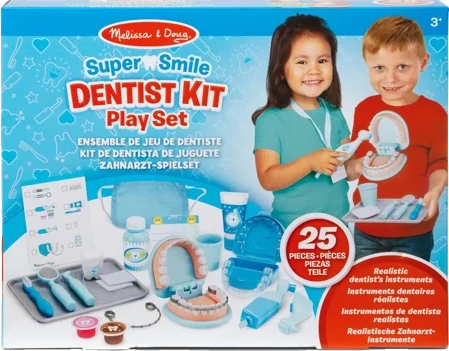 Melissa & Doug
3+
Super Smile
DENTIST KIT
Play Set
ENSEMBLE DE JEU DE DENTISTE
KIT DE DENTISTA DE JUGUETE
ZAHNARZT-SPIELSET
25
PIECES • PIÈCES
PIEZAS
TEILE
Realistic
dentist's instruments
Instruments dentaires
réalistes
Instrumentos de dentista
realistas
Realistische Zahnarzt-
Instrumente